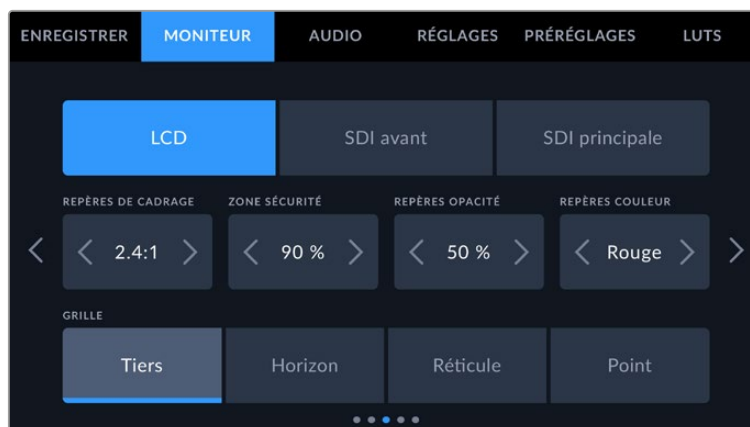 ENREGISTRER MONITEUR AUDIO RÉGLAGES PRÉRÉGLAGES LUTS
LCD SDI avant SDI principale
REPÈRES DE CADRAGE ZONE SÉCURITÉ REPÈRES OPACITÉ REPÈRES COULEUR
2.4:1 90 % 50 % Rouge
GRILLE
Tiers Horizon Réticule Point